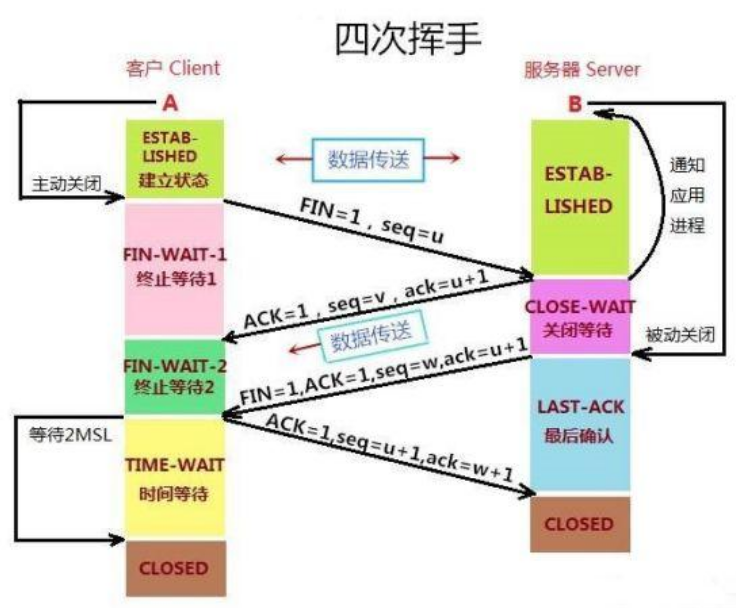 四次挥手
客户 Client
服务器 Server
A
B
ESTAB-
LISHED
建立状态
数据传送
ESTAB-
LISHED
通知
应用
进程
主动关闭
FIN=1，seq=u
FIN-WAIT-1
终止等待1
ACK=1，seq=v，ack=u+1
CLOSE-WAIT
关闭等待
数据传送
被动关闭
FIN-WAIT-2
终止等待2
FIN=1,ACK=1,seq=w,ack=u+1
LAST-ACK
最后确认
等待2MSL
ACK=1,seq=u+1,ack=w+1
TIME-WAIT
时间等待
CLOSED
CLOSED